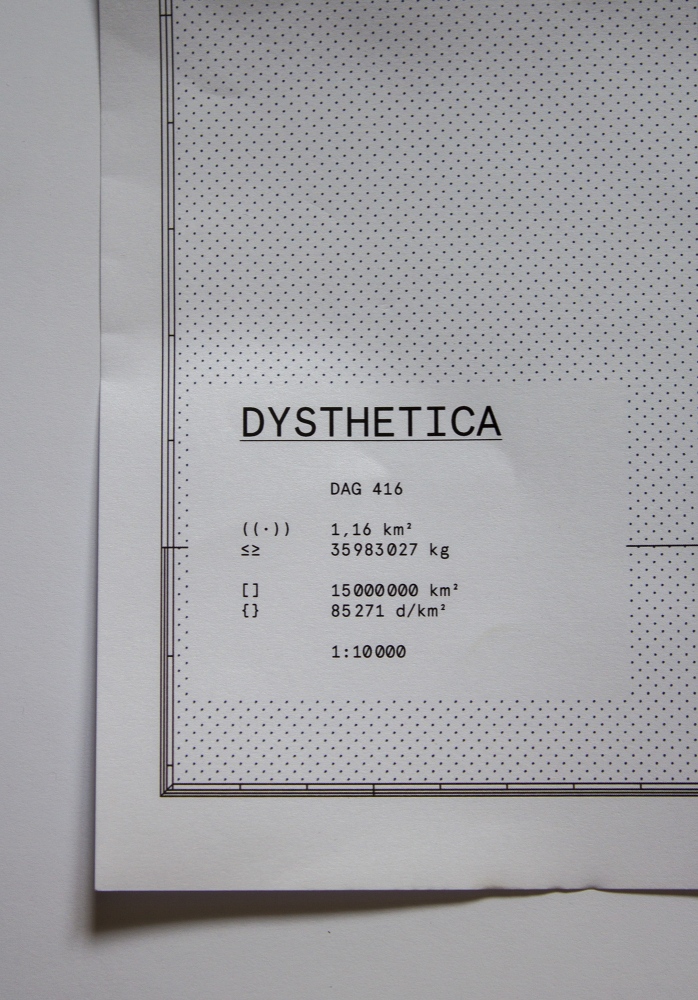 DYSTHETICA
DAG 416
((·)) 1,16 km²
≤≥ 35983027 kg
[] 15000000 km²
{} 85271 d/km²
1:10000